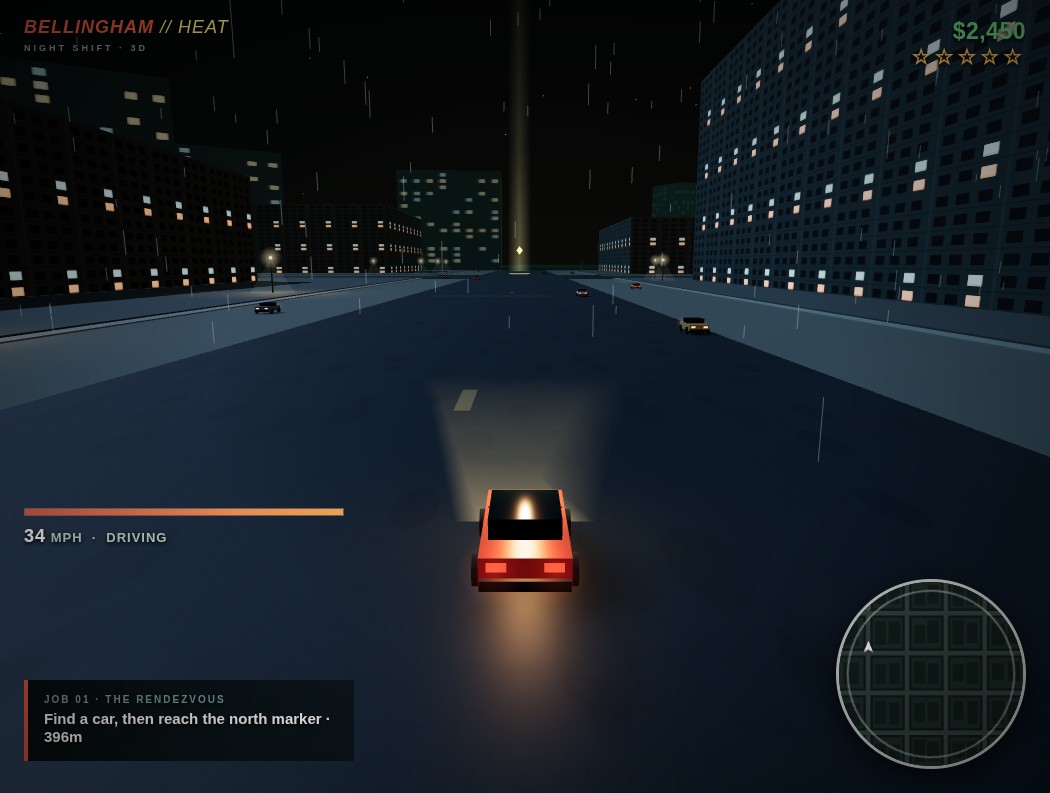 BELLINGHAM // HEAT
NIGHT SHIFT · 3D
$2,450
☆☆☆☆☆
34 MPH · DRIVING
JOB 01 · THE RENDEZVOUS
Find a car, then reach the north marker ·
396m